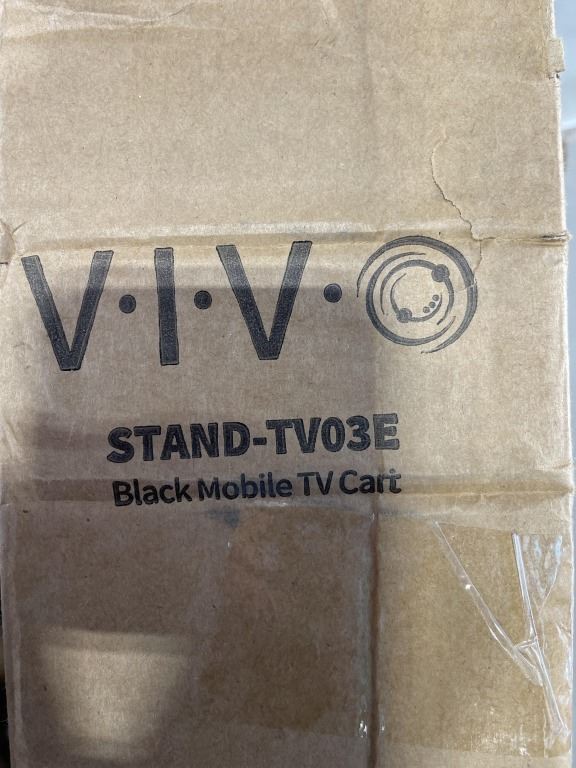 V·I·V·O
STAND-TV03E
Black Mobile TV Cart